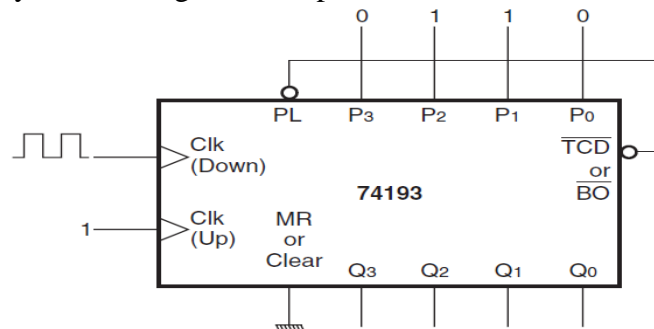 0 1 1 0
PL P3 P2 P1 P0
Clk
(Down)
TCD
or
BO
74193
1 Clk
(Up)
MR
or
Clear
Q3 Q2 Q1 Q0